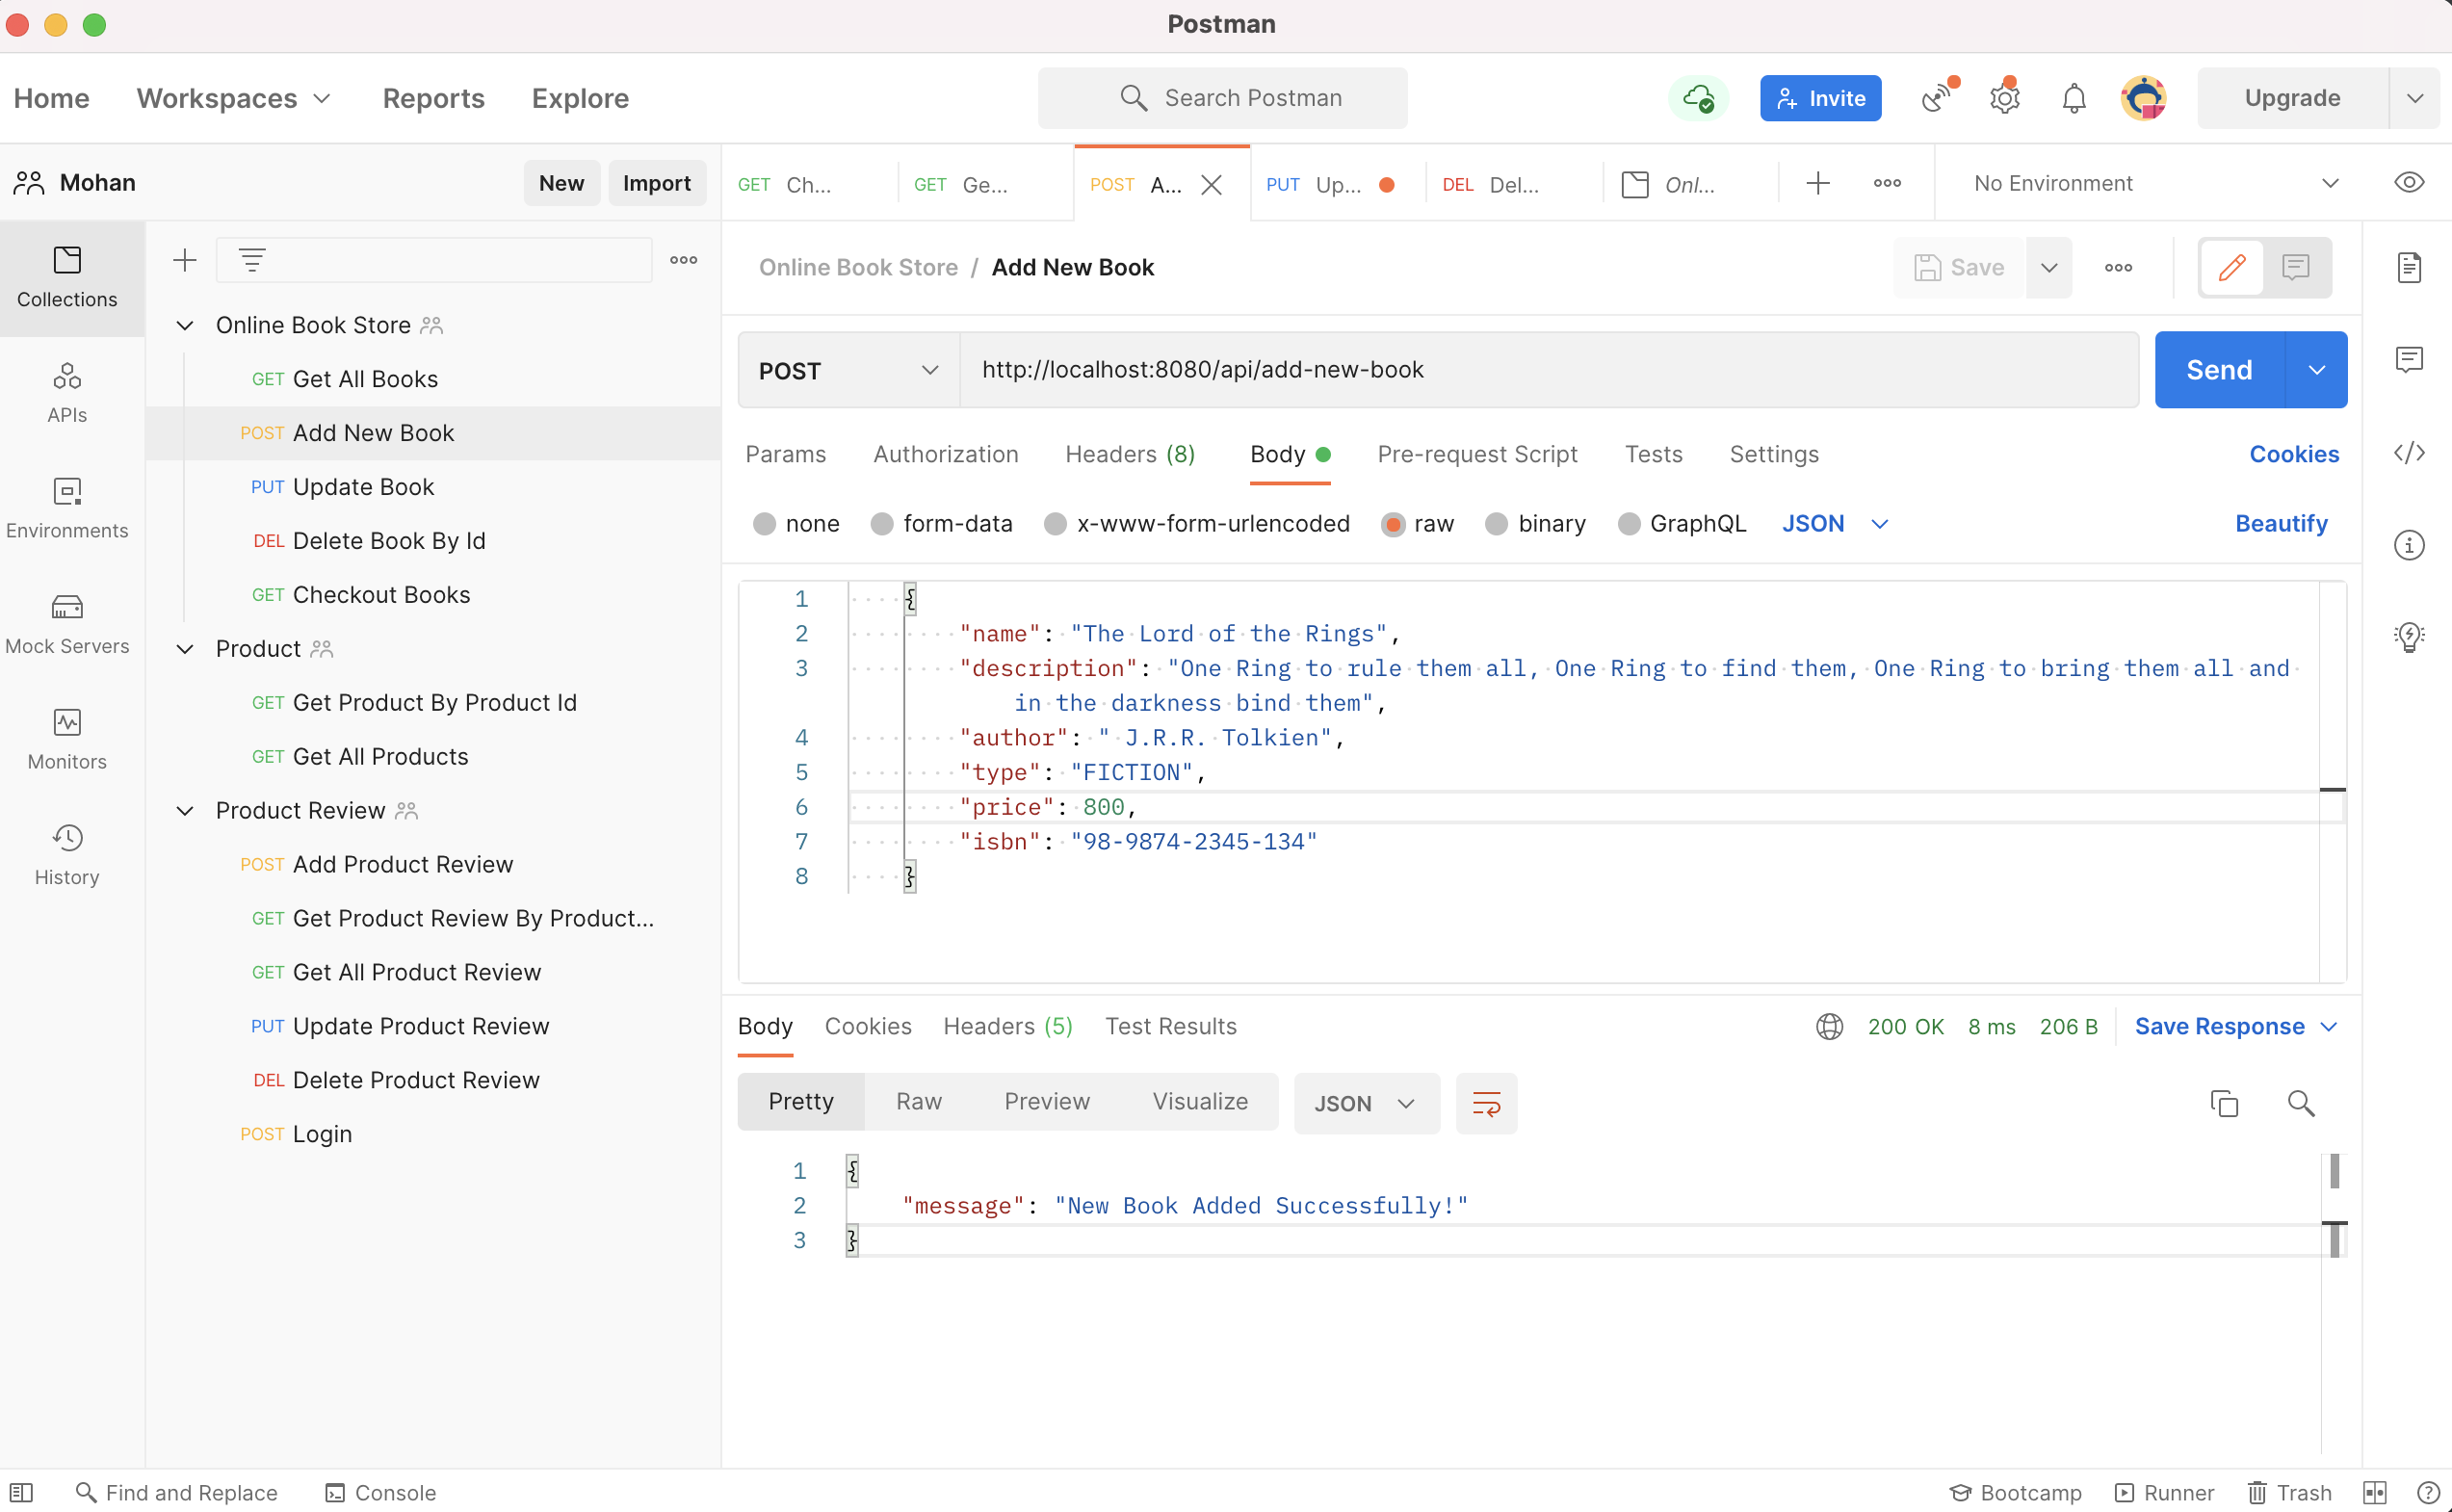 Postman
Home Workspaces Reports Explore Search Postman Invite Upgrade
Mohan New Import
GET Ch... GET Ge... POST A... PUT Up... DEL Del... Onl... No Environment
Collections
APIs
Environments
Mock Servers
Monitors
History
Online Book Store
GET Get All Books
POST Add New Book
PUT Update Book
DEL Delete Book By Id
GET Checkout Books
Product
GET Get Product By Product Id
GET Get All Products
Product Review
POST Add Product Review
GET Get Product Review By Product...
GET Get All Product Review
PUT Update Product Review
DEL Delete Product Review
POST Login
Online Book Store / Add New Book Save
POST http://localhost:8080/api/add-new-book Send
Params Authorization Headers (8) Body Pre-request Script Tests Settings Cookies
none form-data x-www-form-urlencoded raw binary GraphQL JSON Beautify
1 {
2 "name": "The Lord of the Rings",
3 "description": "One Ring to rule them all, One Ring to find them, One Ring to bring them all and
in the darkness bind them",
4 "author": " J.R.R. Tolkien",
5 "type": "FICTION",
6 "price": 800,
7 "isbn": "98-9874-2345-134"
8 }
Body Cookies Headers (5) Test Results 200 OK 8 ms 206 B Save Response
Pretty Raw Preview Visualize JSON
1 {
2 "message": "New Book Added Successfully!"
3 }
Find and Replace Console Bootcamp Runner Trash